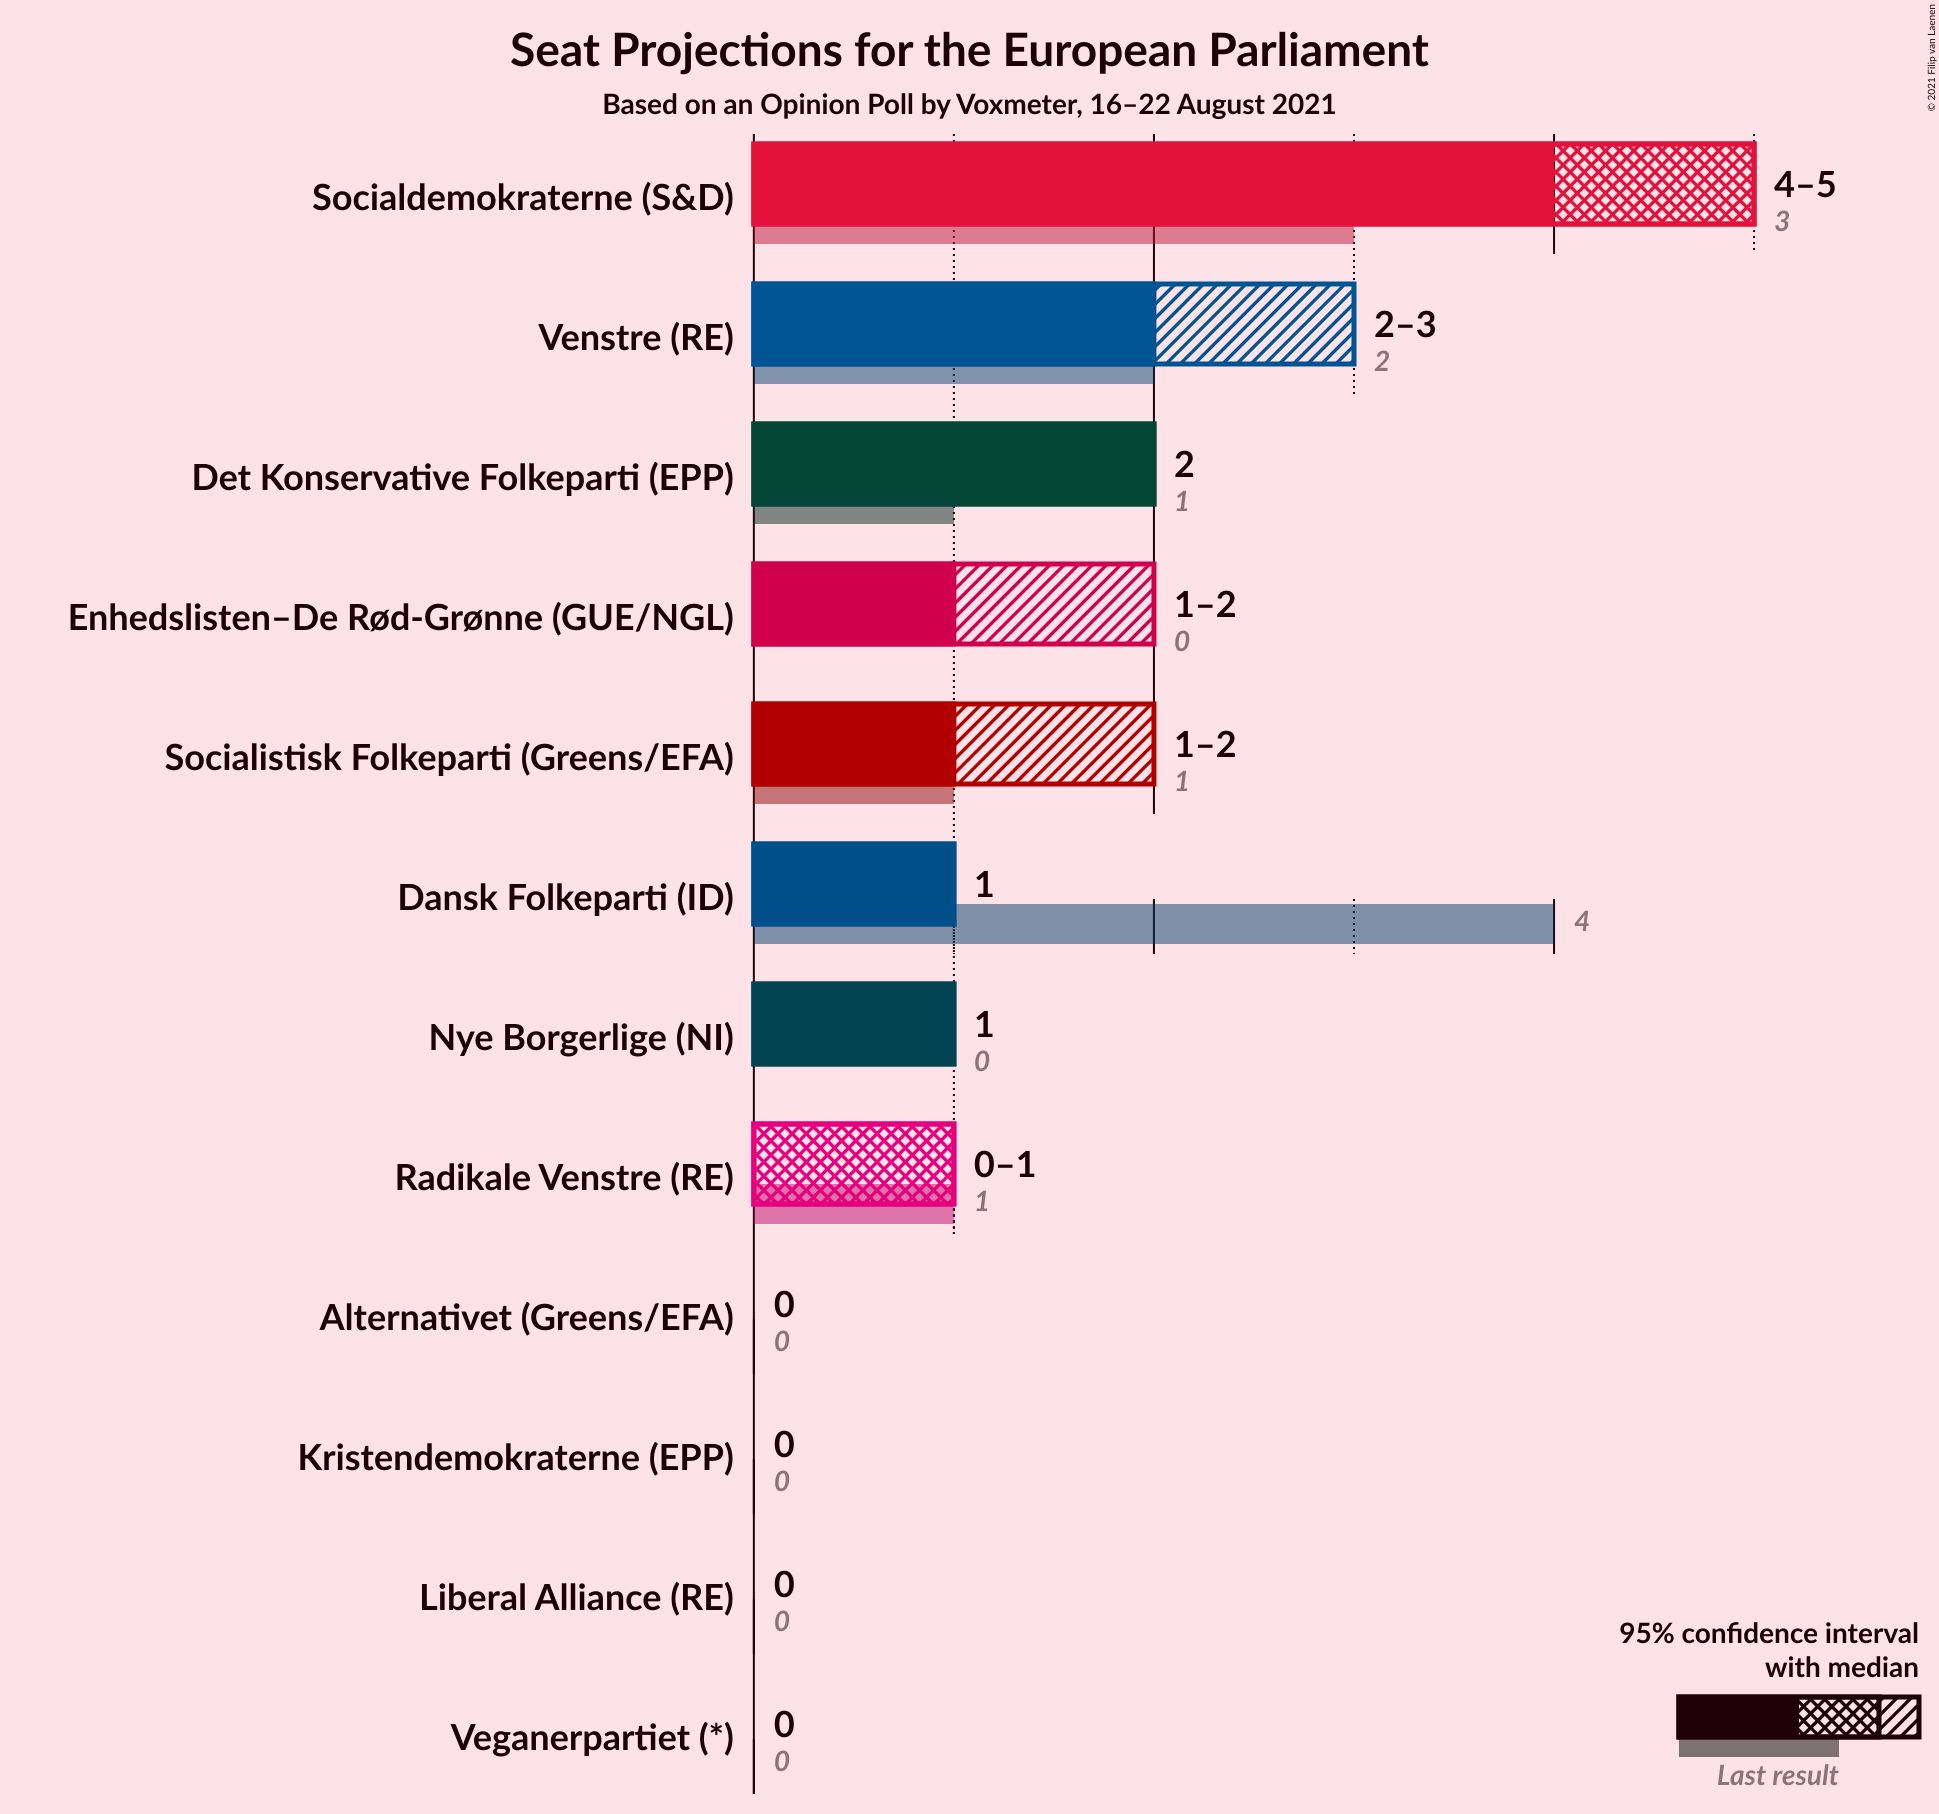 Seat Projections for the European Parliament
Based on an Opinion Poll by Voxmeter, 16–22 August 2021
© 2021 Filip van Laenen
Socialdemokraterne (S&D)
4–5
3
Venstre (RE)
2–3
2
Det Konservative Folkeparti (EPP)
2
1
Enhedslisten–De Rød-Grønne (GUE/NGL)
1–2
0
Socialistisk Folkeparti (Greens/EFA)
1–2
1
Dansk Folkeparti (ID)
1
4
Nye Borgerlige (NI)
1
0
Radikale Venstre (RE)
0–1
1
Alternativet (Greens/EFA)
0
0
Kristendemokraterne (EPP)
0
0
Liberal Alliance (RE)
0
0
Veganerpartiet (*)
0
0
95% confidence interval
with median
Last result